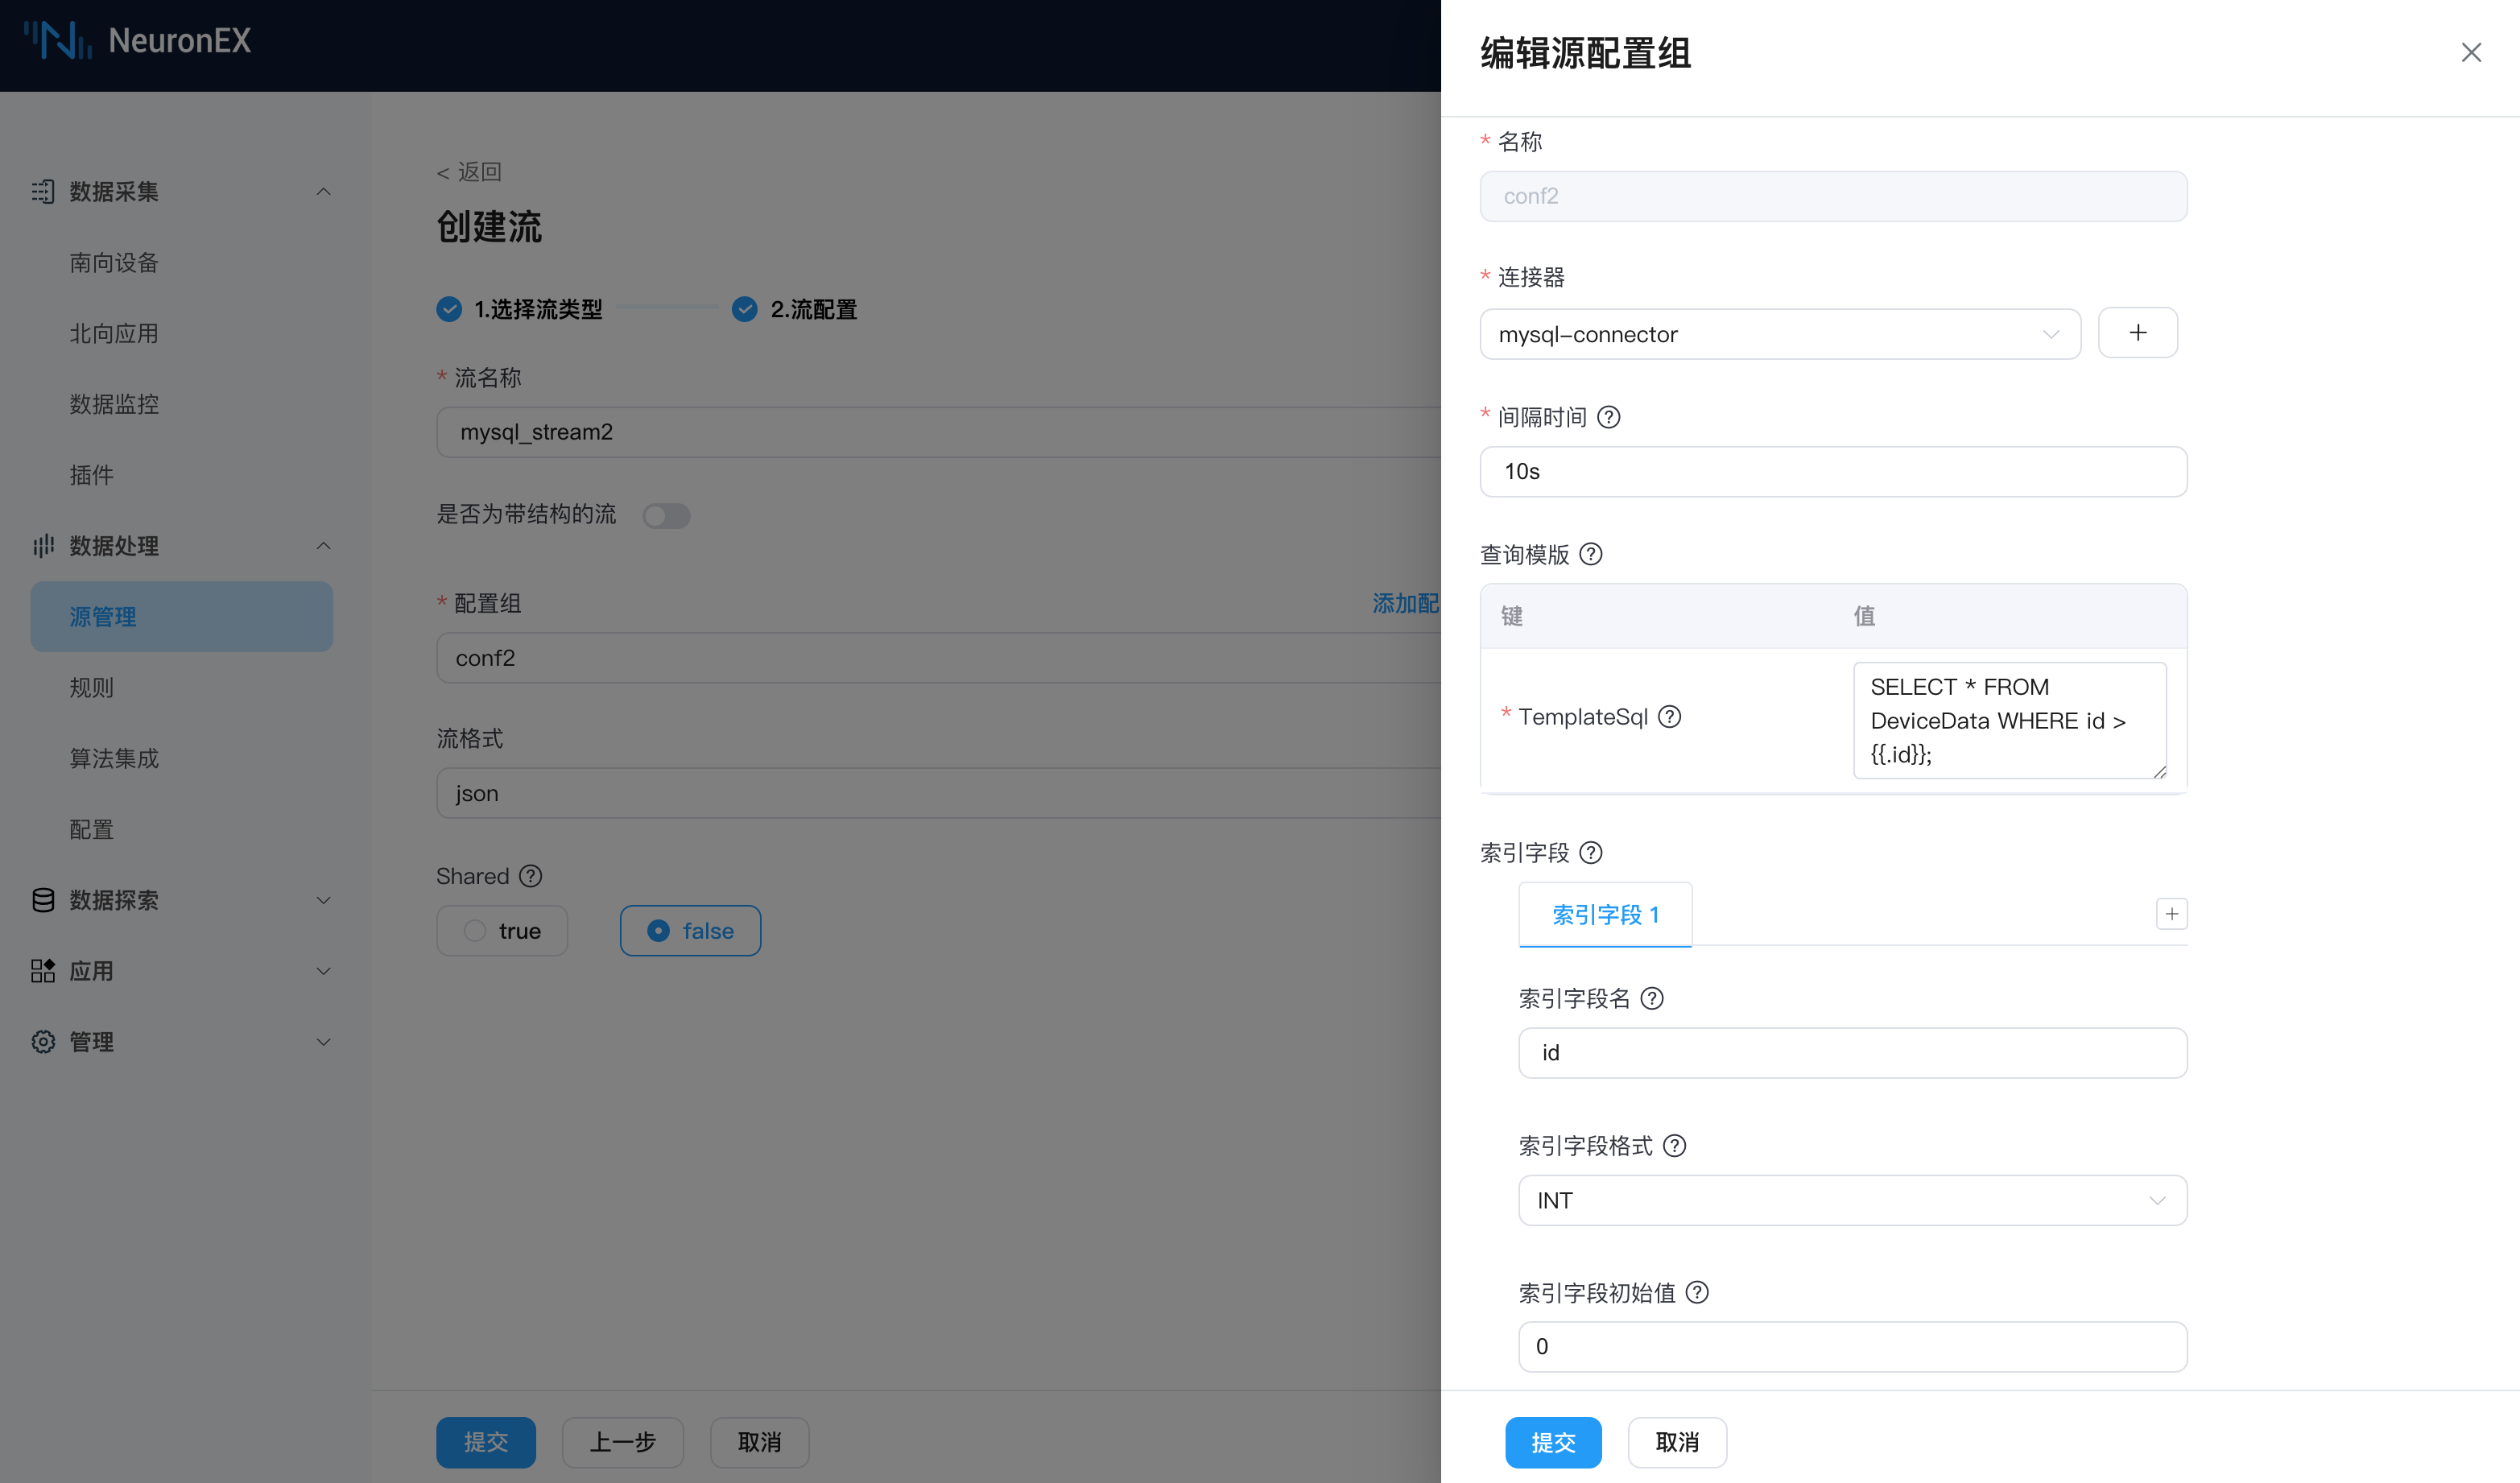 NeuronEX
数据采集
南向设备
北向应用
数据监控
插件
数据处理
源管理
规则
算法集成
配置
数据探索
应用
管理
< 返回
创建流
1.选择流类型
2.流配置
* 流名称
mysql_stream2
是否为带结构的流
* 配置组
添加配
conf2
流格式
json
Shared ?
true
false
提交
上一步
取消
编辑源配置组
* 名称
conf2
* 连接器
mysql-connector
+
* 间隔时间 ?
10s
查询模版 ?
键 值
* TemplateSql ?
SELECT * FROM
DeviceData WHERE id >
{{.id}};
索引字段 ?
索引字段 1
+
索引字段名 ?
id
索引字段格式 ?
INT
索引字段初始值 ?
0
提交
取消